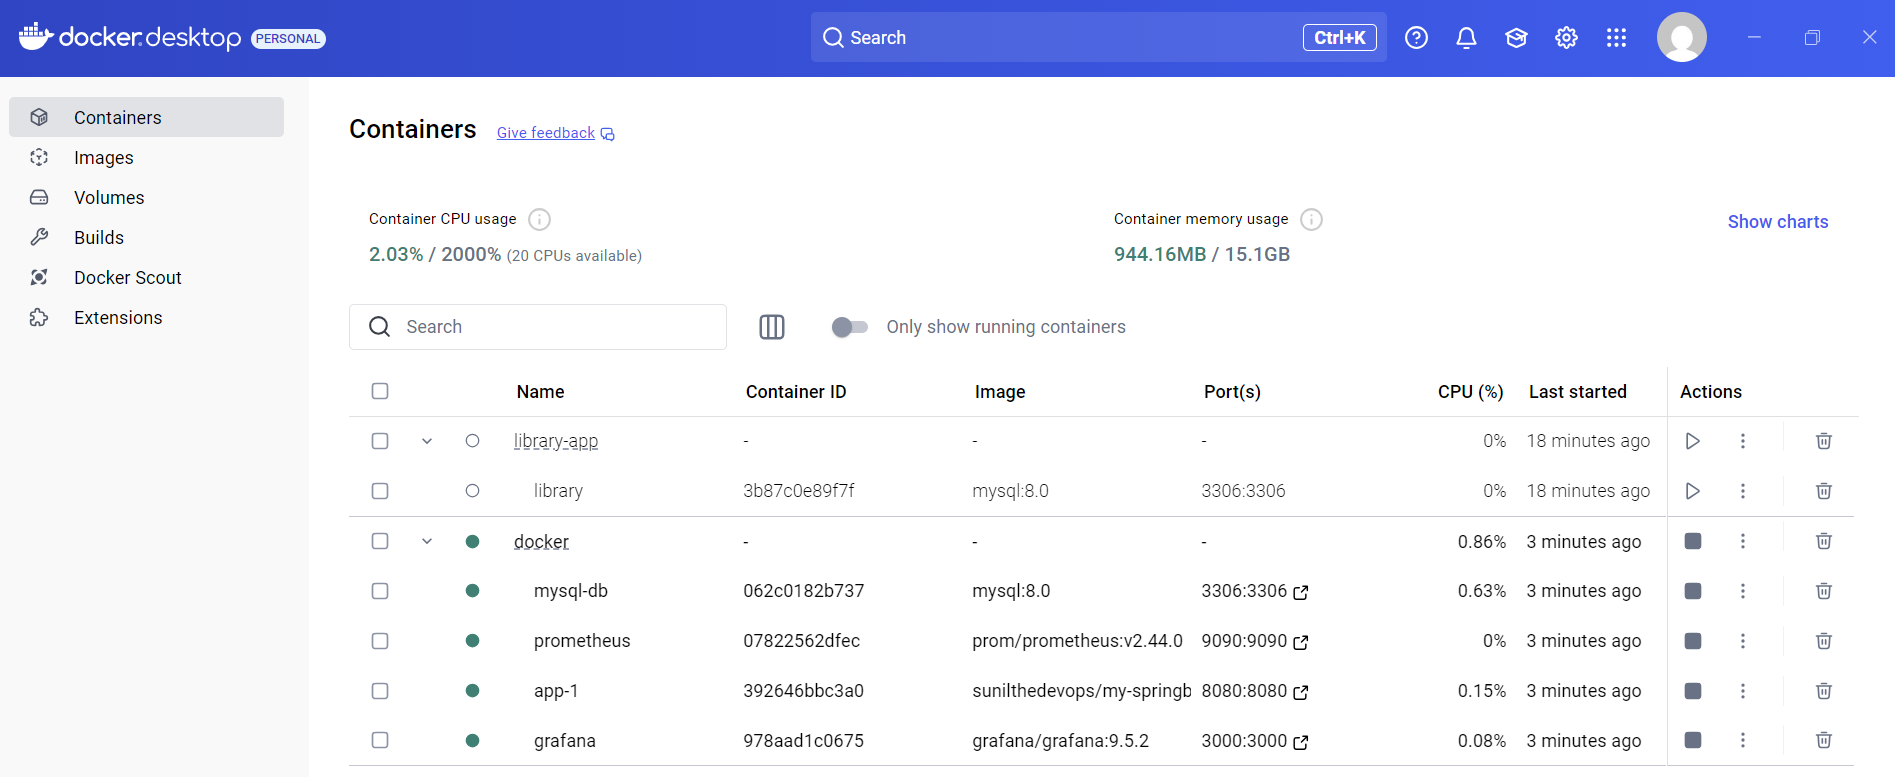 docker.desktop PERSONAL Search Ctrl+K
Containers
Images
Volumes
Builds
Docker Scout
Extensions
Containers Give feedback
Container CPU usage
2.03% / 2000% (20 CPUs available)
Container memory usage
944.16MB / 15.1GB
Show charts
Search Only show running containers
Name Container ID Image Port(s) CPU (%) Last started Actions
library-app - - - 0% 18 minutes ago
library 3b87c0e89f7f mysql:8.0 3306:3306 0% 18 minutes ago
docker - - - 0.86% 3 minutes ago
mysql-db 062c0182b737 mysql:8.0 3306:3306 0.63% 3 minutes ago
prometheus 07822562dfec prom/prometheus:v2.44.0 9090:9090 0% 3 minutes ago
app-1 392646bbc3a0 sunilthedevops/my-springb 8080:8080 0.15% 3 minutes ago
grafana 978aad1c0675 grafana/grafana:9.5.2 3000:3000 0.08% 3 minutes ago